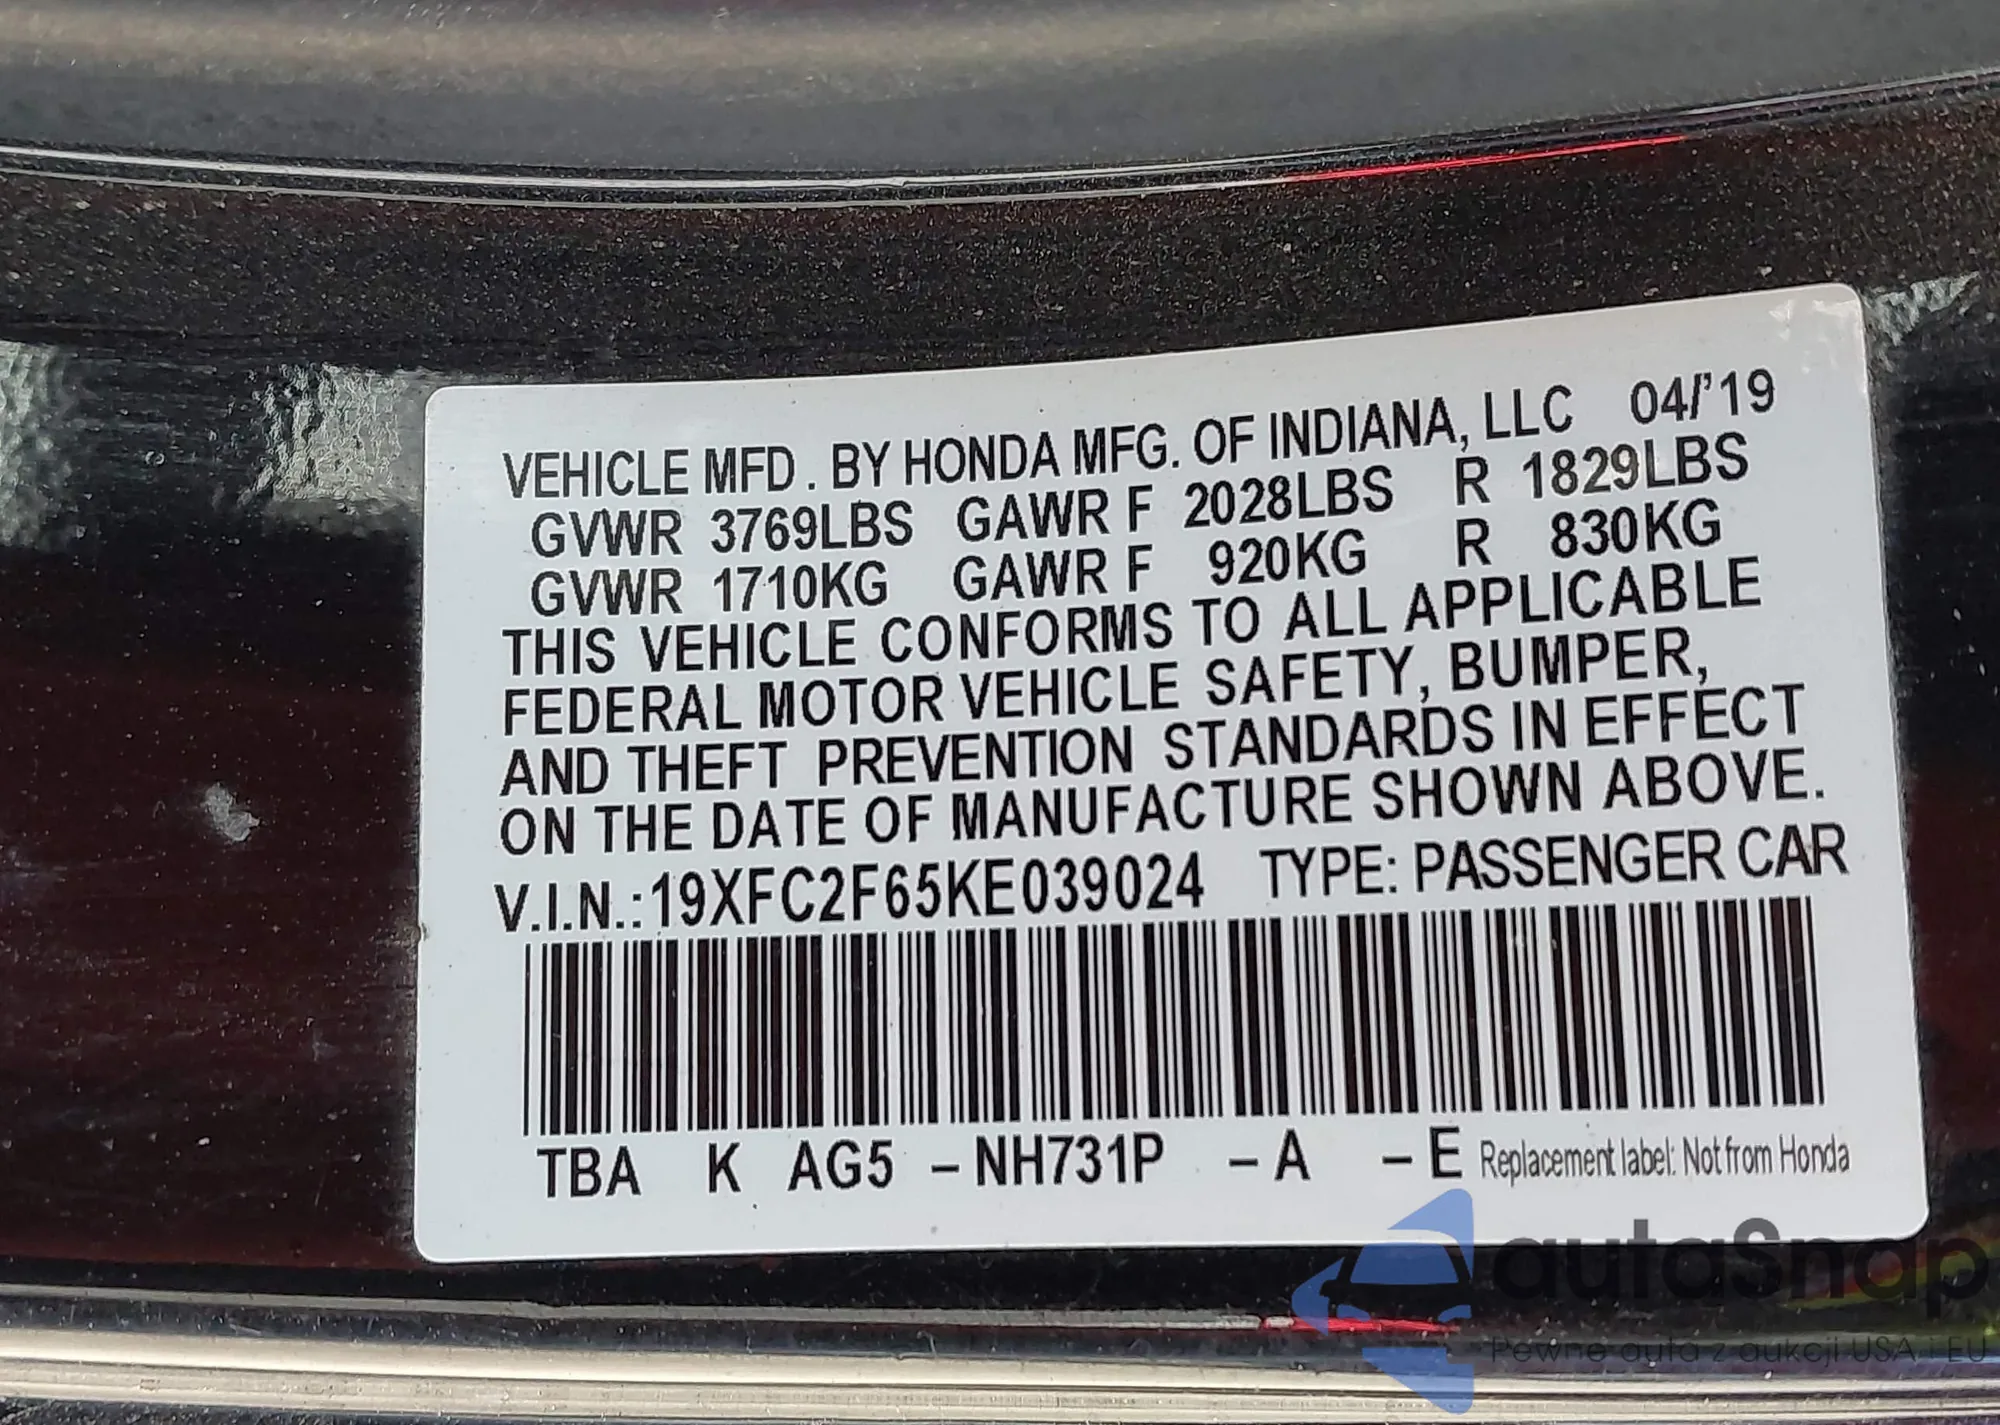 VEHICLE MFD. BY HONDA MFG. OF INDIANA, LLC 04/'19
GVWR 3769LBS GAWR F 2028LBS R 1829LBS
GVWR 1710KG GAWR F 920KG R 830KG
THIS VEHICLE CONFORMS TO ALL APPLICABLE
FEDERAL MOTOR VEHICLE SAFETY, BUMPER,
AND THEFT PREVENTION STANDARDS IN EFFECT
ON THE DATE OF MANUFACTURE SHOWN ABOVE.
V.I.N.:19XFC2F65KE039024 TYPE: PASSENGER CAR
TBA K AG5 -NH731P -A -E Replacement label: Not from Honda
autaSnap
Pewne auta z aukcji USA i EU